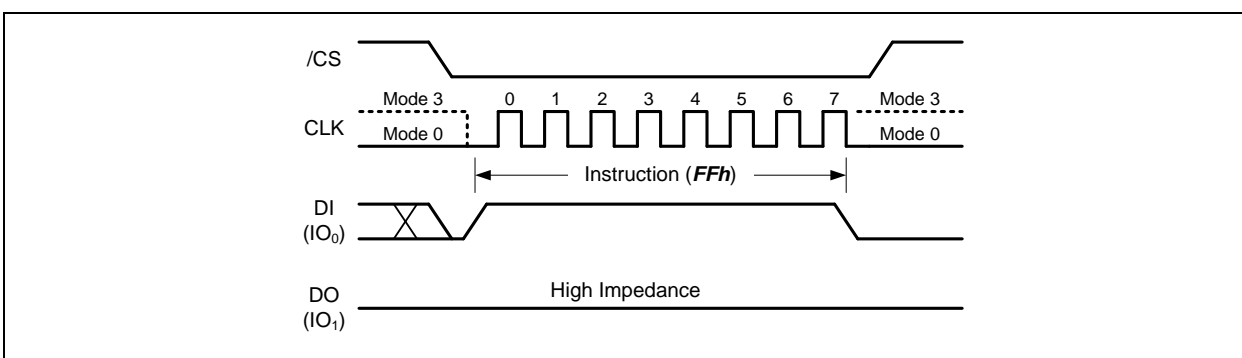 /CS
Mode 3 0 1 2 3 4 5 6 7 Mode 3
CLK
Mode 0 Mode 0
Instruction (FFh)
DI
(IO₀)
High Impedance
DO
(IO₁)